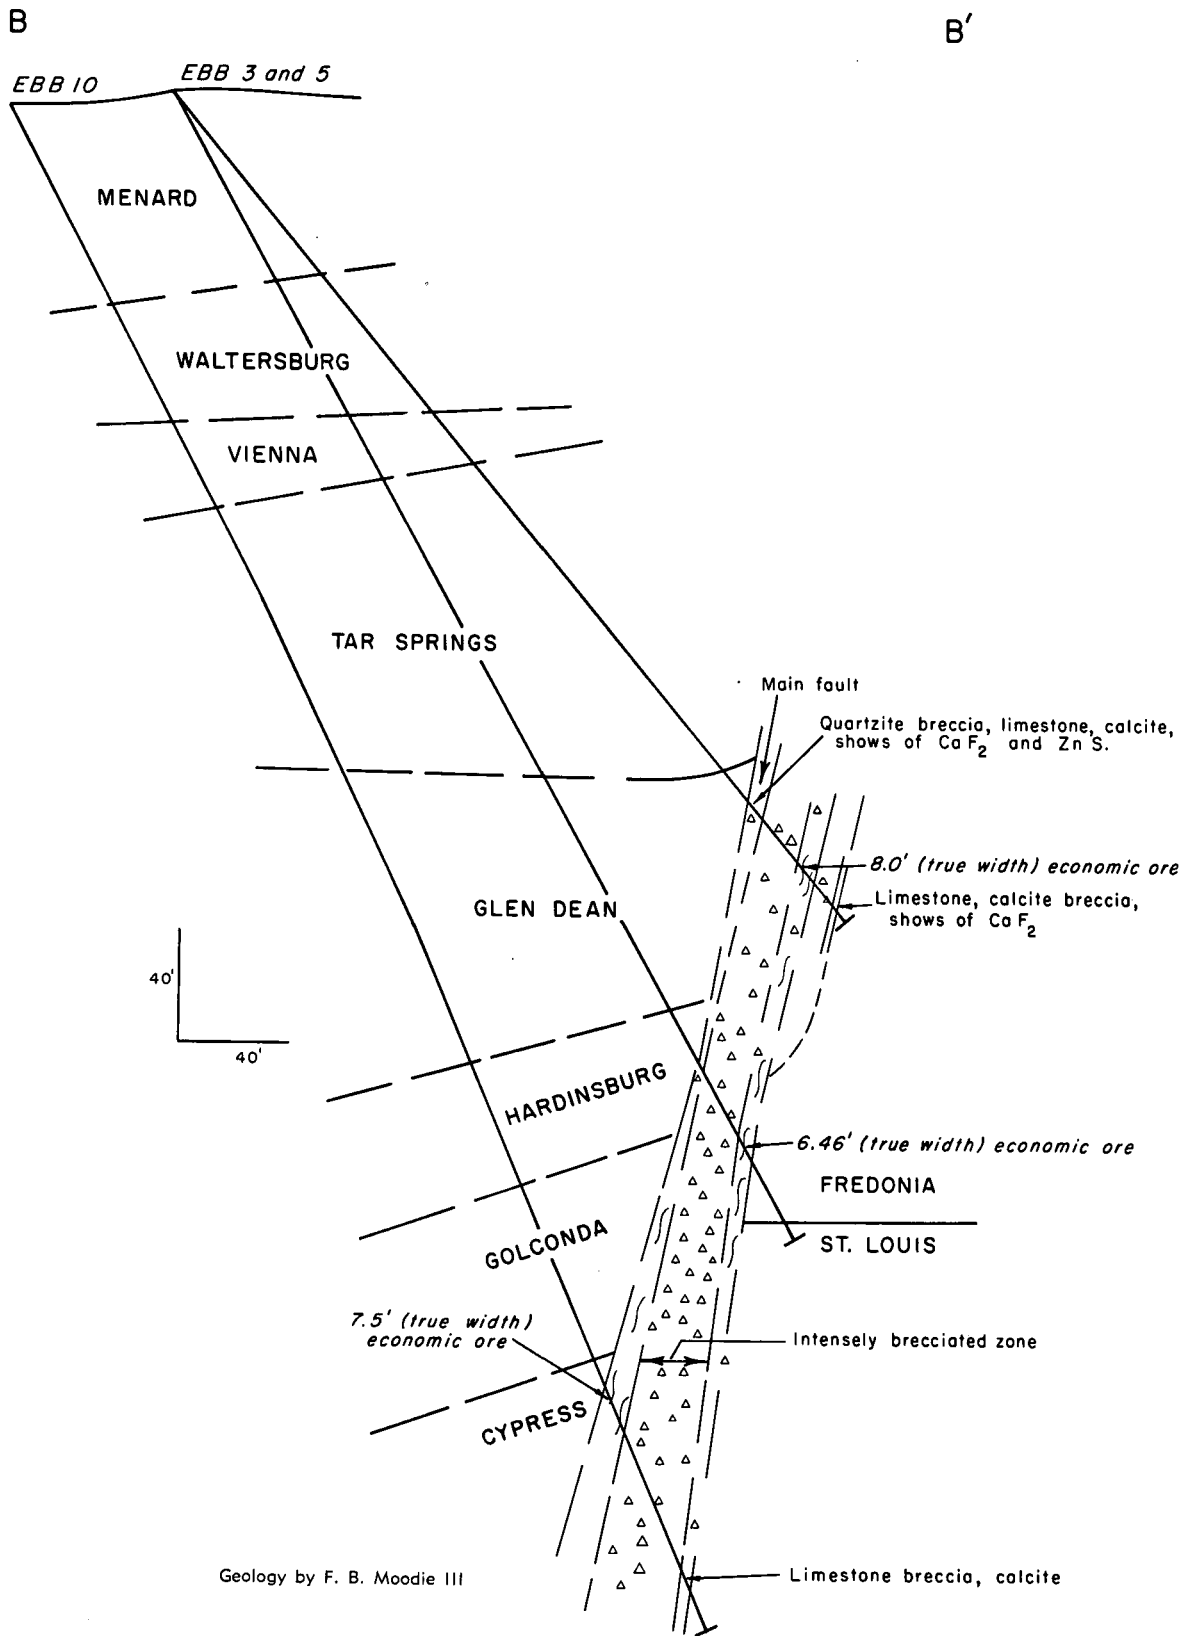 B
B′
EBB 10
EBB 3 and 5
MENARD
WALTERSBURG
VIENNA
TAR SPRINGS
Main fault
Quartzite breccia, limestone, calcite,
shows of CaF2 and ZnS.
8.0' (true width) economic ore
Limestone, calcite breccia,
shows of CaF2
GLEN DEAN
40'
40'
HARDINSBURG
6.46' (true width) economic ore
FREDONIA
ST. LOUIS
GOLCONDA
7.5' (true width)
economic ore
Intensely brecciated zone
CYPRESS
Geology by F. B. Moodie III
Limestone breccia, calcite